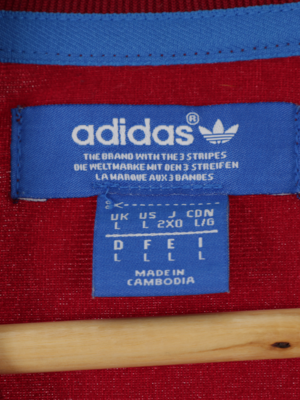 adidas®
THE BRAND WITH THE 3 STRIPES
DIE WELTMARKE MIT DEN 3 STREIFEN
LA MARQUE AUX 3 BANDES
UK US J CDN
L L 2XO L/G
D F E I
L L L L
MADE IN
CAMBODIA